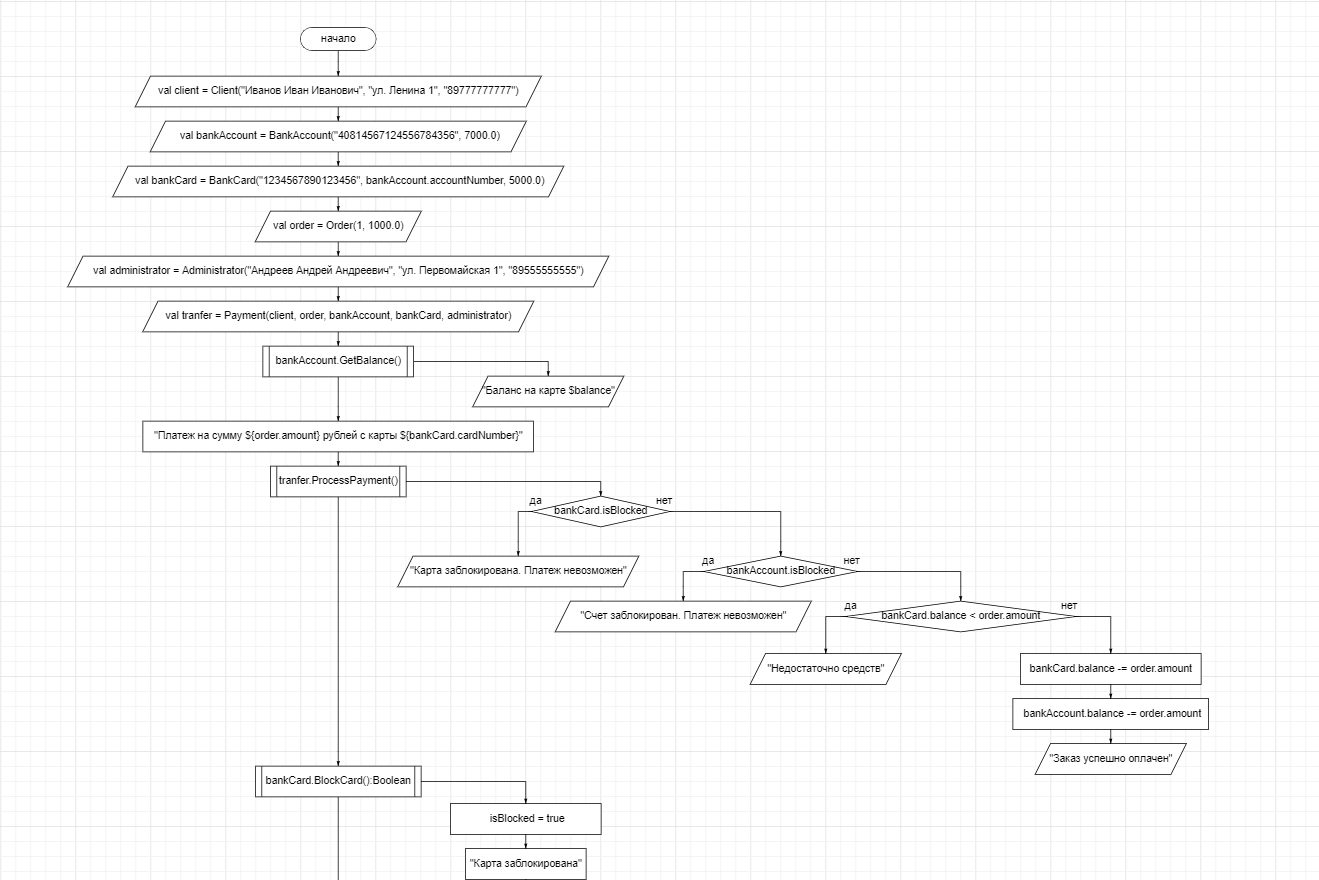 начало
val client = Client("Иванов Иван Иванович", "ул. Ленина 1", "89777777777")
val bankAccount = BankAccount("40814567124556784356", 7000.0)
val bankCard = BankCard("1234567890123456", bankAccount.accountNumber, 5000.0)
val order = Order(1, 1000.0)
val administrator = Administrator("Андреев Андрей Андреевич", "ул. Первомайская 1", "89555555555")
val tranfer = Payment(client, order, bankAccount, bankCard, administrator)
bankAccount.GetBalance()
"Баланс на карте $balance"
"Платеж на сумму ${order.amount} рублей с карты ${bankCard.cardNumber}"
tranfer.ProcessPayment()
да
нет
bankCard.isBlocked
"Карта заблокирована. Платеж невозможен"
да
нет
bankAccount.isBlocked
"Счет заблокирован. Платеж невозможен"
да
нет
bankCard.balance < order.amount
"Недостаточно средств"
bankCard.balance -= order.amount
bankAccount.balance -= order.amount
"Заказ успешно оплачен"
bankCard.BlockCard():Boolean
isBlocked = true
"Карта заблокирована"